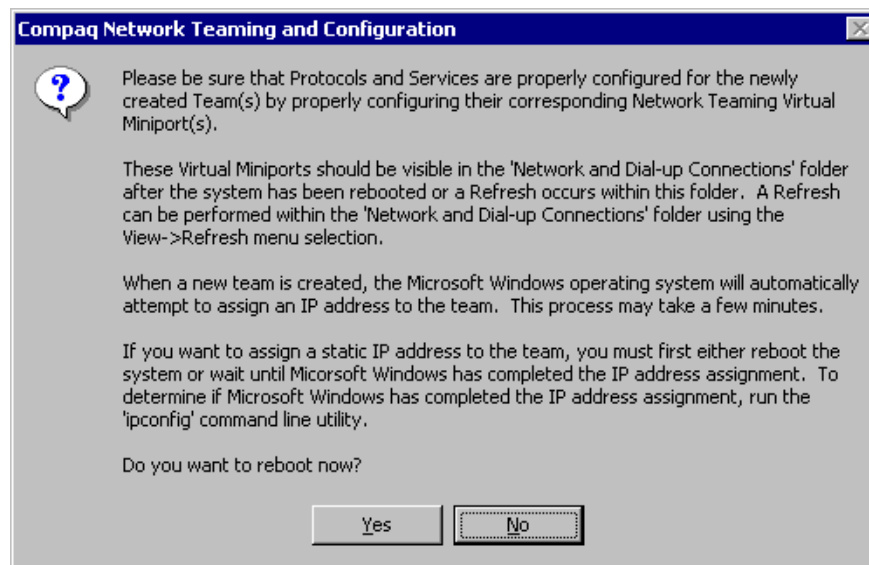 Compaq Network Teaming and Configuration
Please be sure that Protocols and Services are properly configured for the newly
created Team(s) by properly configuring their corresponding Network Teaming Virtual
Miniport(s).
These Virtual Miniports should be visible in the 'Network and Dial-up Connections' folder
after the system has been rebooted or a Refresh occurs within this folder.  A Refresh
can be performed within the 'Network and Dial-up Connections' folder using the
View->Refresh menu selection.
When a new team is created, the Microsoft Windows operating system will automatically
attempt to assign an IP address to the team.  This process may take a few minutes.
If you want to assign a static IP address to the team, you must first either reboot the
system or wait until Micorsoft Windows has completed the IP address assignment.  To
determine if Microsoft Windows has completed the IP address assignment, run the
'ipconfig' command line utility.
Do you want to reboot now?
Yes No